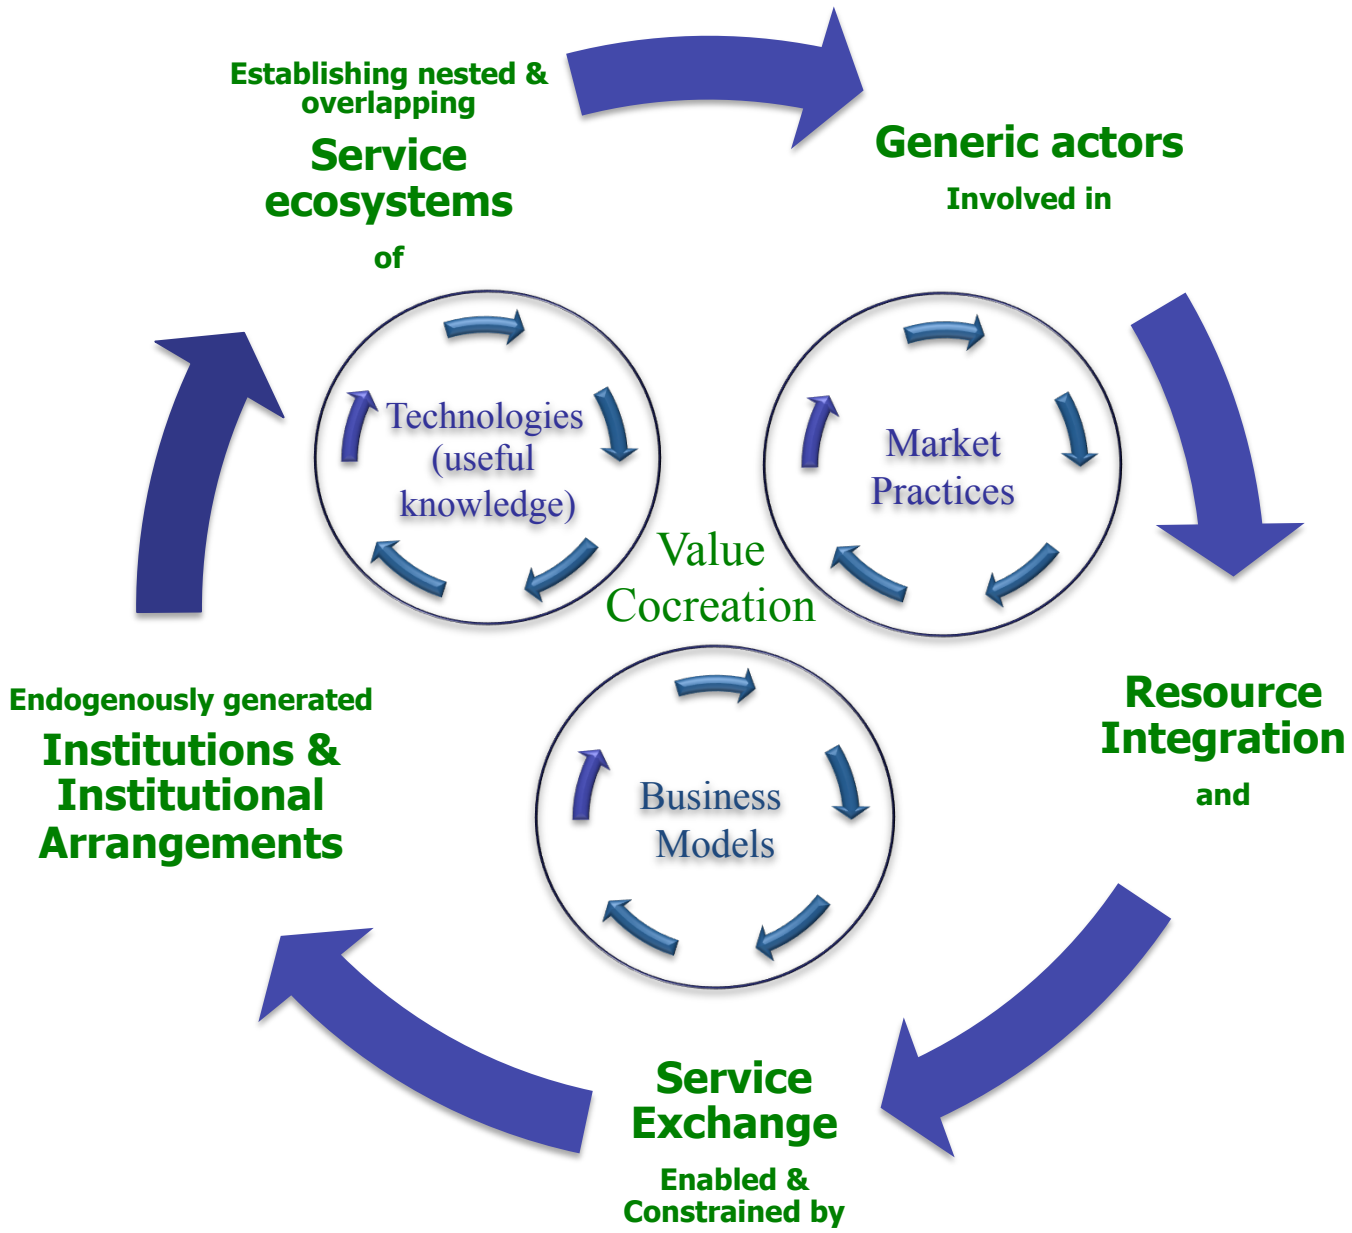 Establishing nested &
overlapping
Service
ecosystems
of
Generic actors
Involved in
Technologies
(useful
knowledge)
Market
Practices
Value
Cocreation
Endogenously generated
Institutions &
Institutional
Arrangements
Resource
Integration
and
Business
Models
Service
Exchange
Enabled &
Constrained by